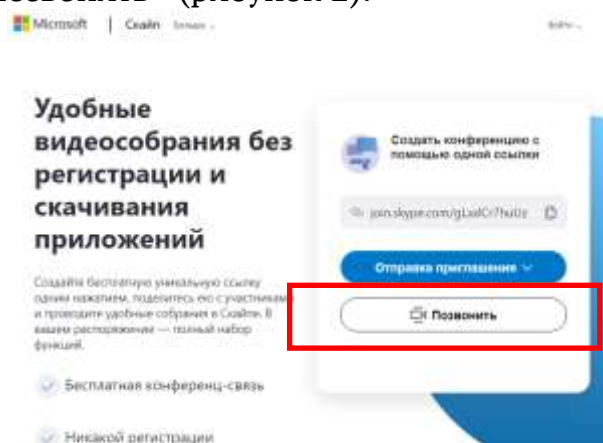 Microsoft | Скайп
Удобные
видеособрания без
регистрации и
скачивания
приложений
Создайте бесплатную уникальную ссылку
одним нажатием, поделитесь ею с участниками
и проводите удобные собрания в Скайпе. В
вашем распоряжении — полный набор
функций.
Бесплатная конференц-связь
Никакой регистрации
Создать конференцию с
помощью одной ссылки
Отправка приглашения
Позвонить